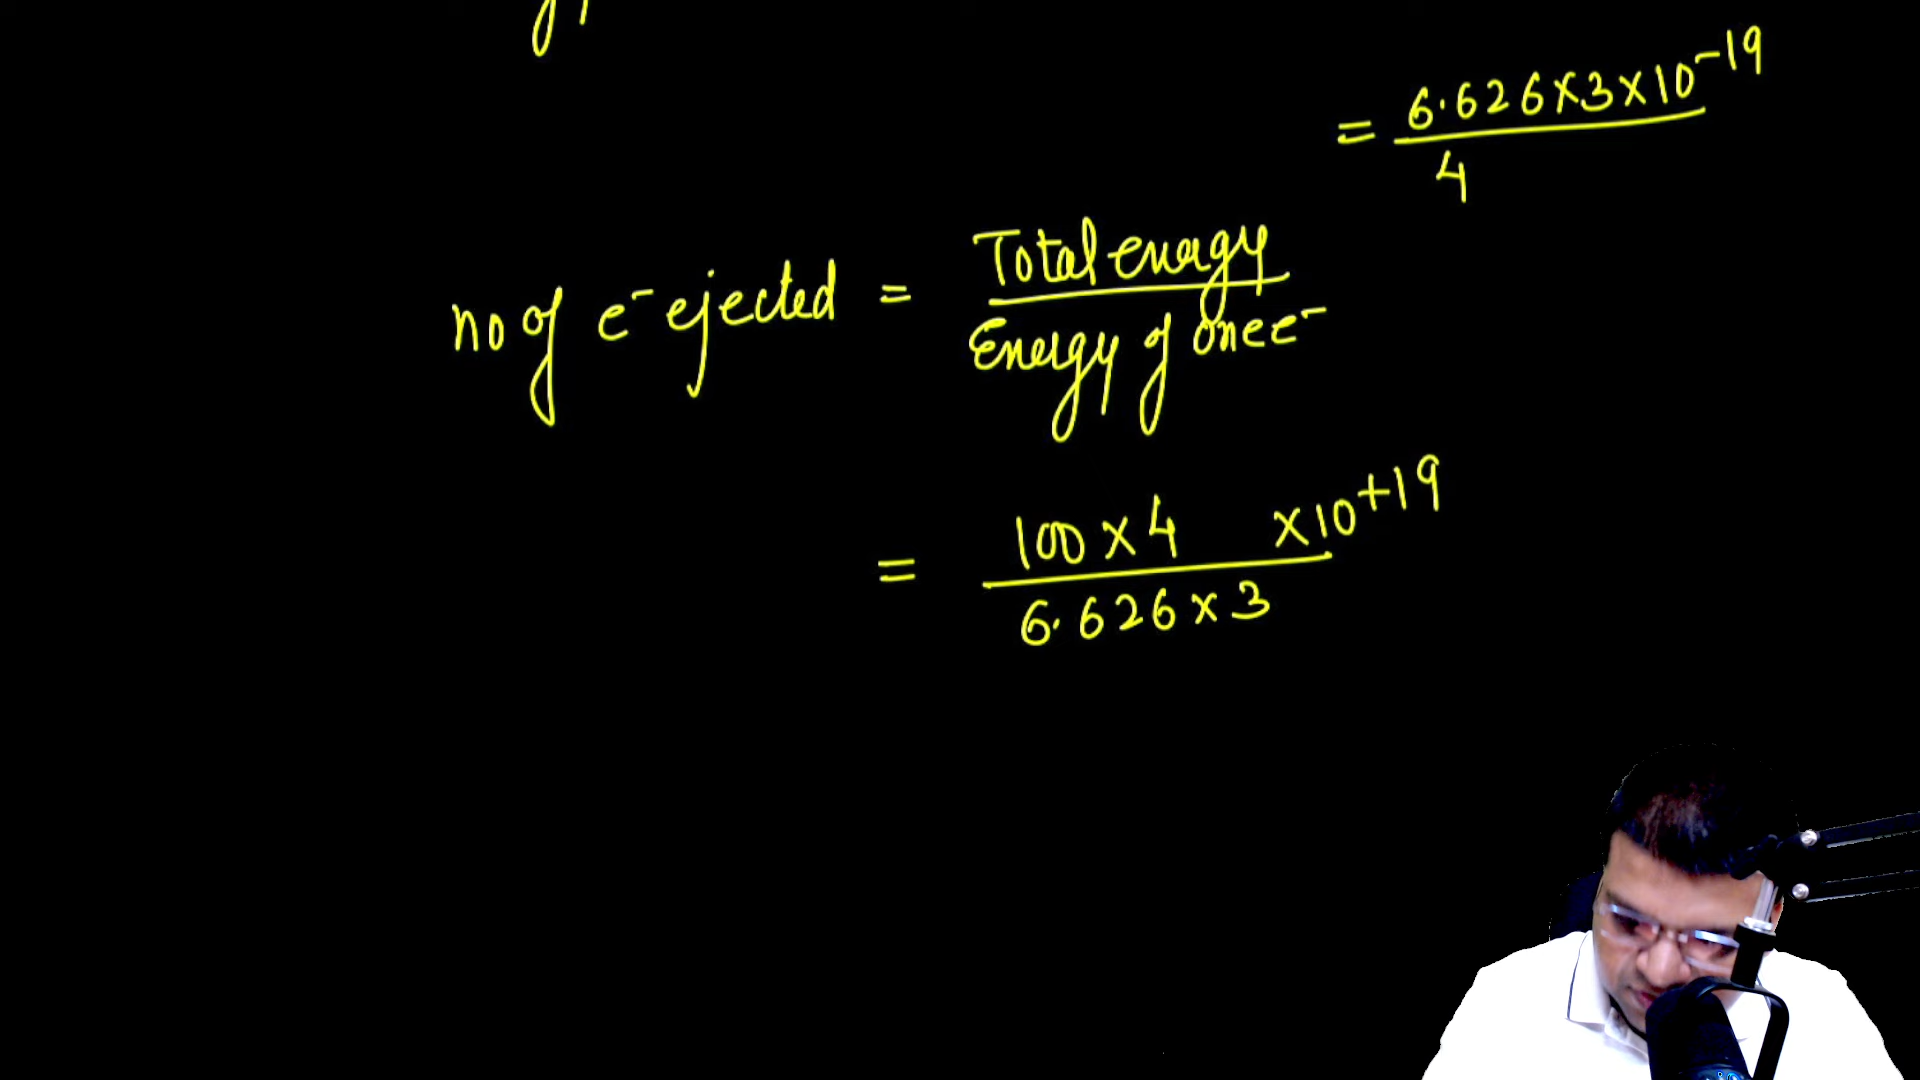 = 6.626×3×10⁻¹⁹
4
no of e⁻ ejected = Total energy
Energy of one e⁻
= 100×4 ×10⁺¹⁹
6.626×3